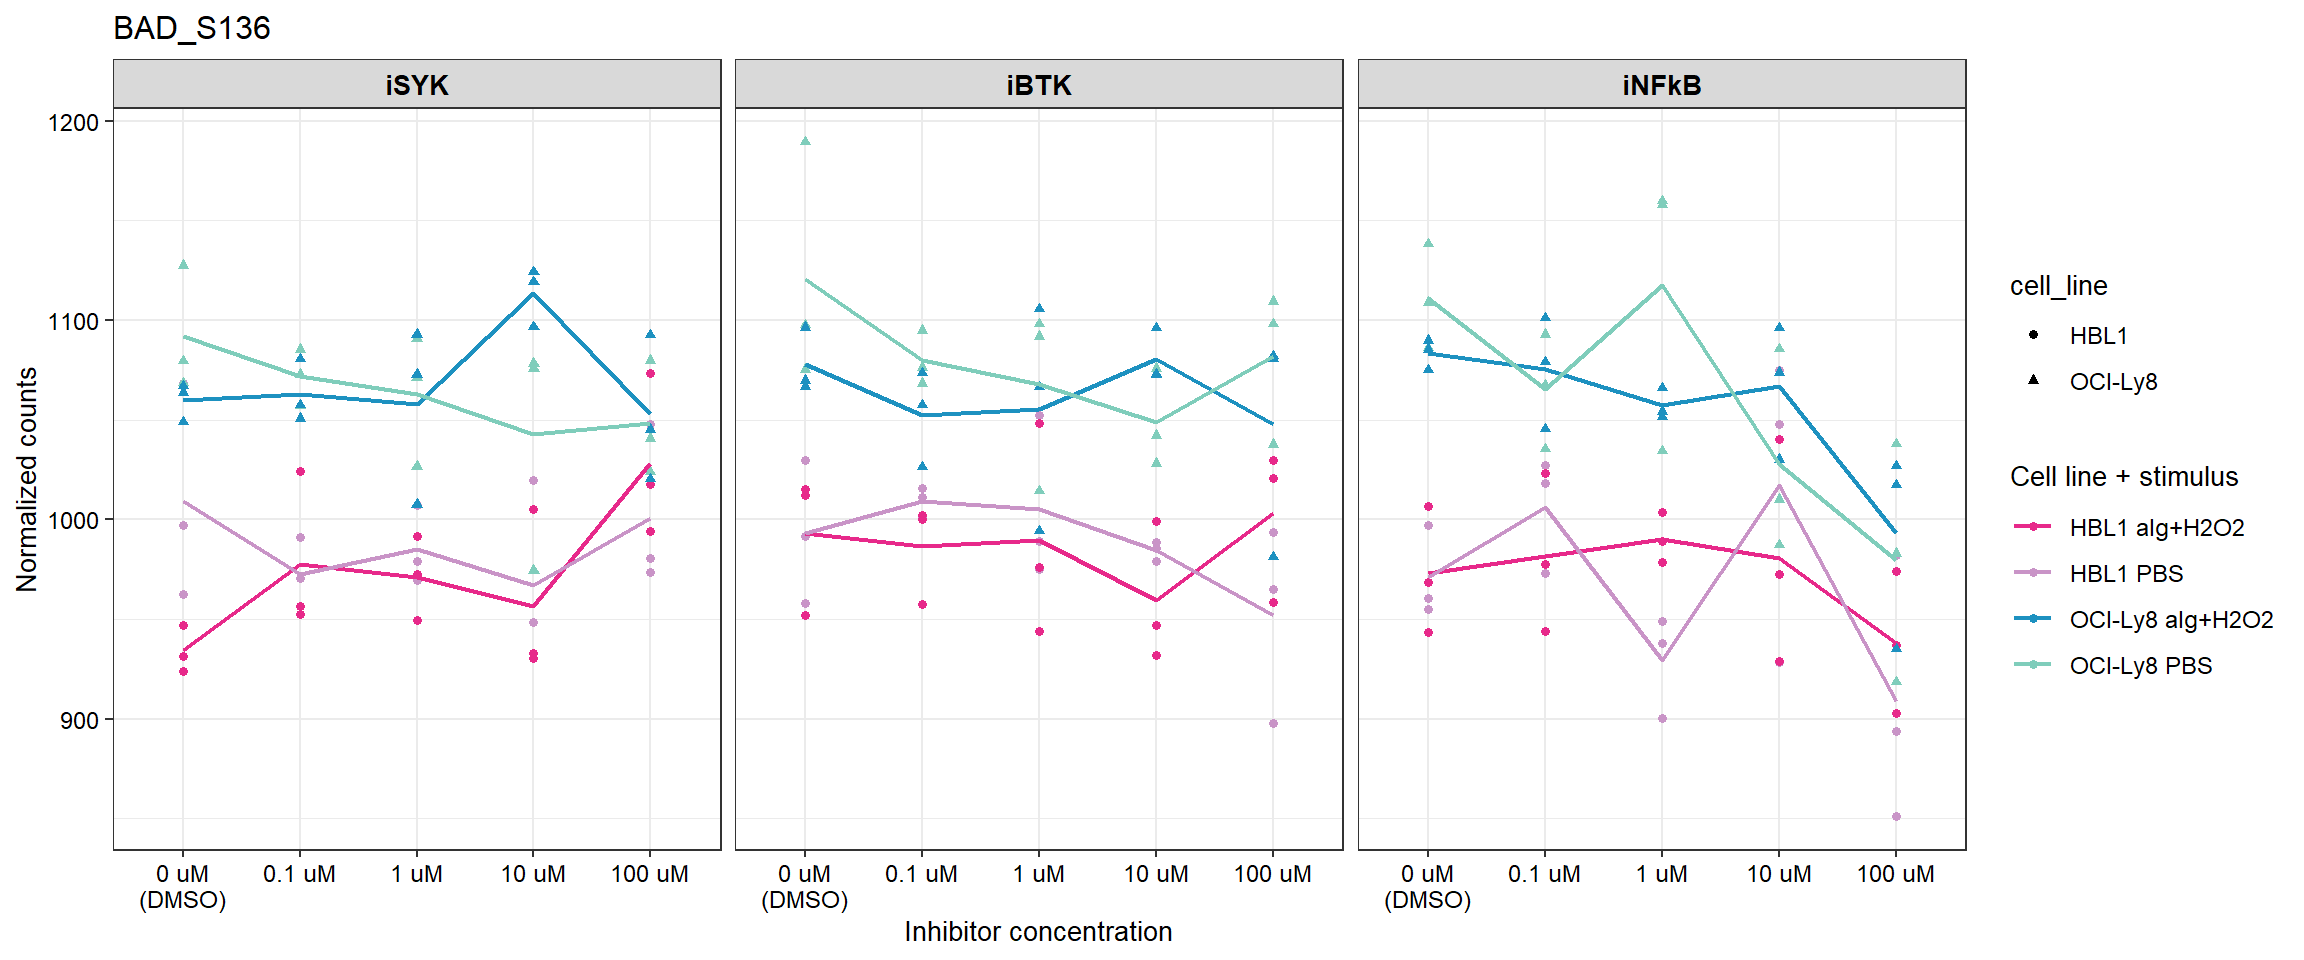 BAD_S136
iSYK
iBTK
iNFkB
Normalized counts
1200
1100
1000
900
0 uM
(DMSO)
0.1 uM
1 uM
10 uM
100 uM
0 uM
(DMSO)
0.1 uM
1 uM
10 uM
100 uM
0 uM
(DMSO)
0.1 uM
1 uM
10 uM
100 uM
Inhibitor concentration
cell_line
HBL1
OCI-Ly8
Cell line + stimulus
HBL1 aIg+H2O2
HBL1 PBS
OCI-Ly8 aIg+H2O2
OCI-Ly8 PBS